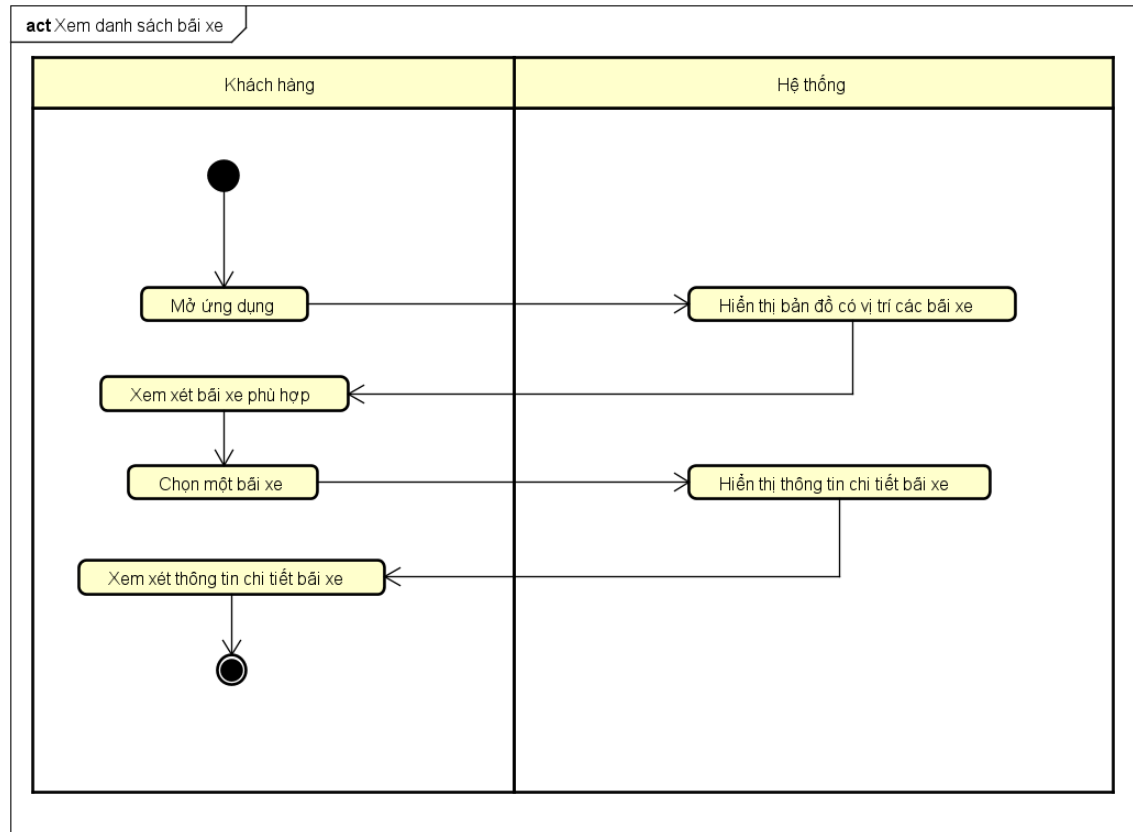 act Xem danh sách bãi xe
Khách hàng
Hệ thống
Mở ứng dụng
Hiển thị bản đồ có vị trí các bãi xe
Xem xét bãi xe phù hợp
Chọn một bãi xe
Hiển thị thông tin chi tiết bãi xe
Xem xét thông tin chi tiết bãi xe